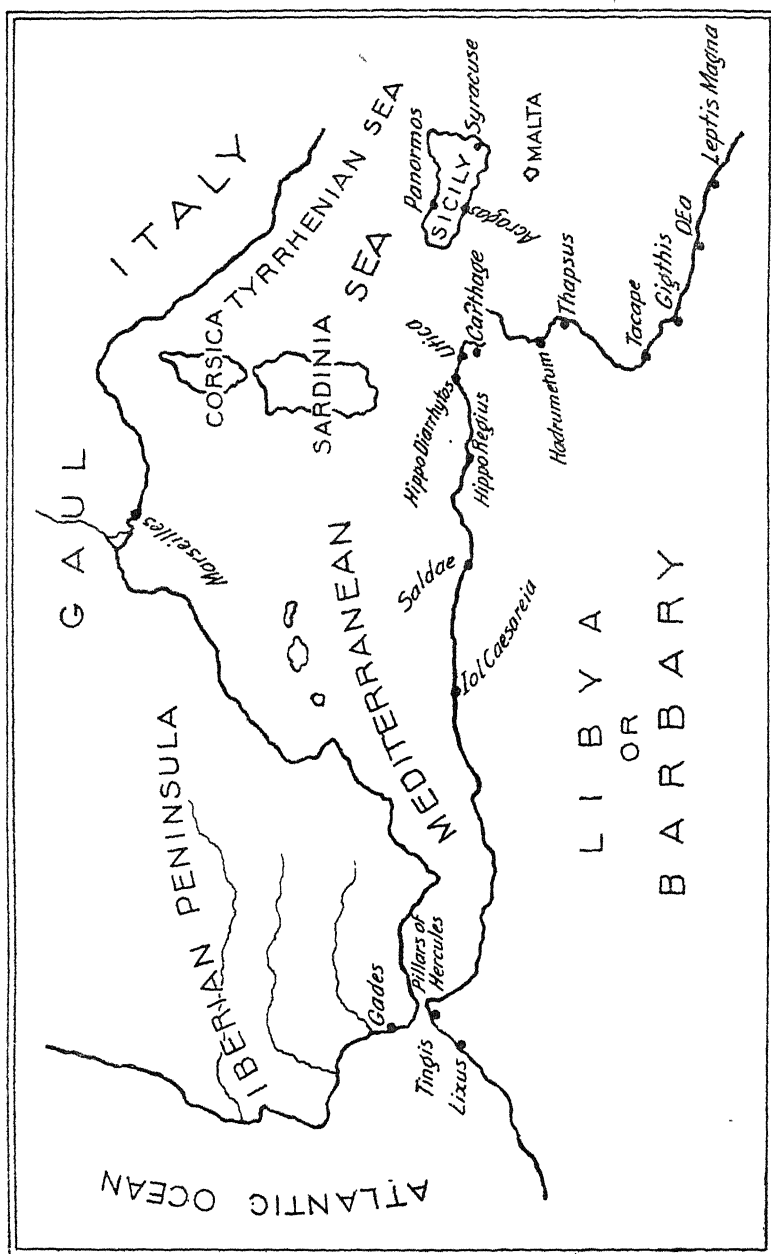 ITALY
GAUL
TYRRHENIAN SEA
CORSICA
SARDINIA
MEDITERRANEAN
SEA
Marseilles
IBERIAN PENINSULA
ATLANTIC OCEAN
Panormos
SICILY
Syracuse
Acragas
MALTA
Gades
Pillars of
Hercules
Tingis
Lixus
Iol Caesareia
Saldae
Hippo Regius
Hippo Diarrhytos
Utica
Carthage
Hadrumetum
Thapsus
Tacape
Gigthis
OEa
Leptis Magna
LIBYA
OR
BARBARY